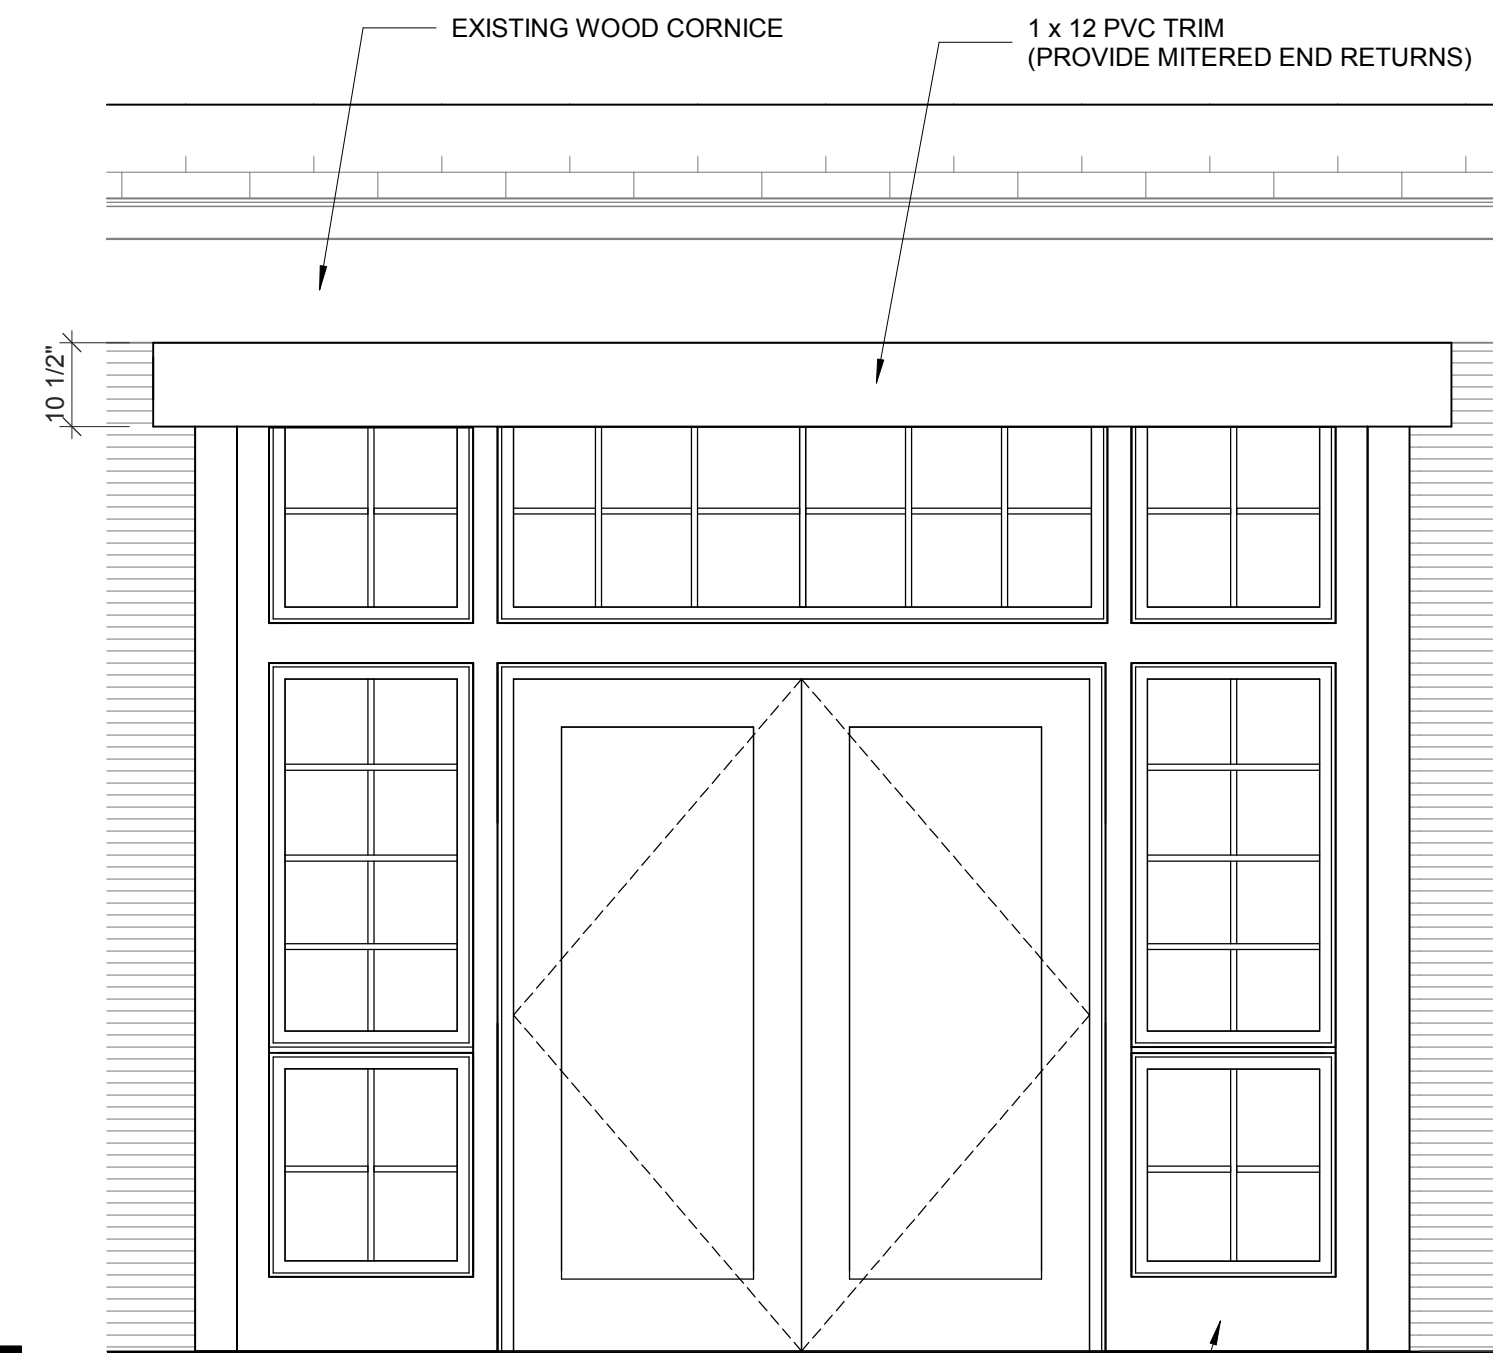 EXISTING WOOD CORNICE
1 x 12 PVC TRIM
(PROVIDE MITERED END RETURNS)
10 1/2"